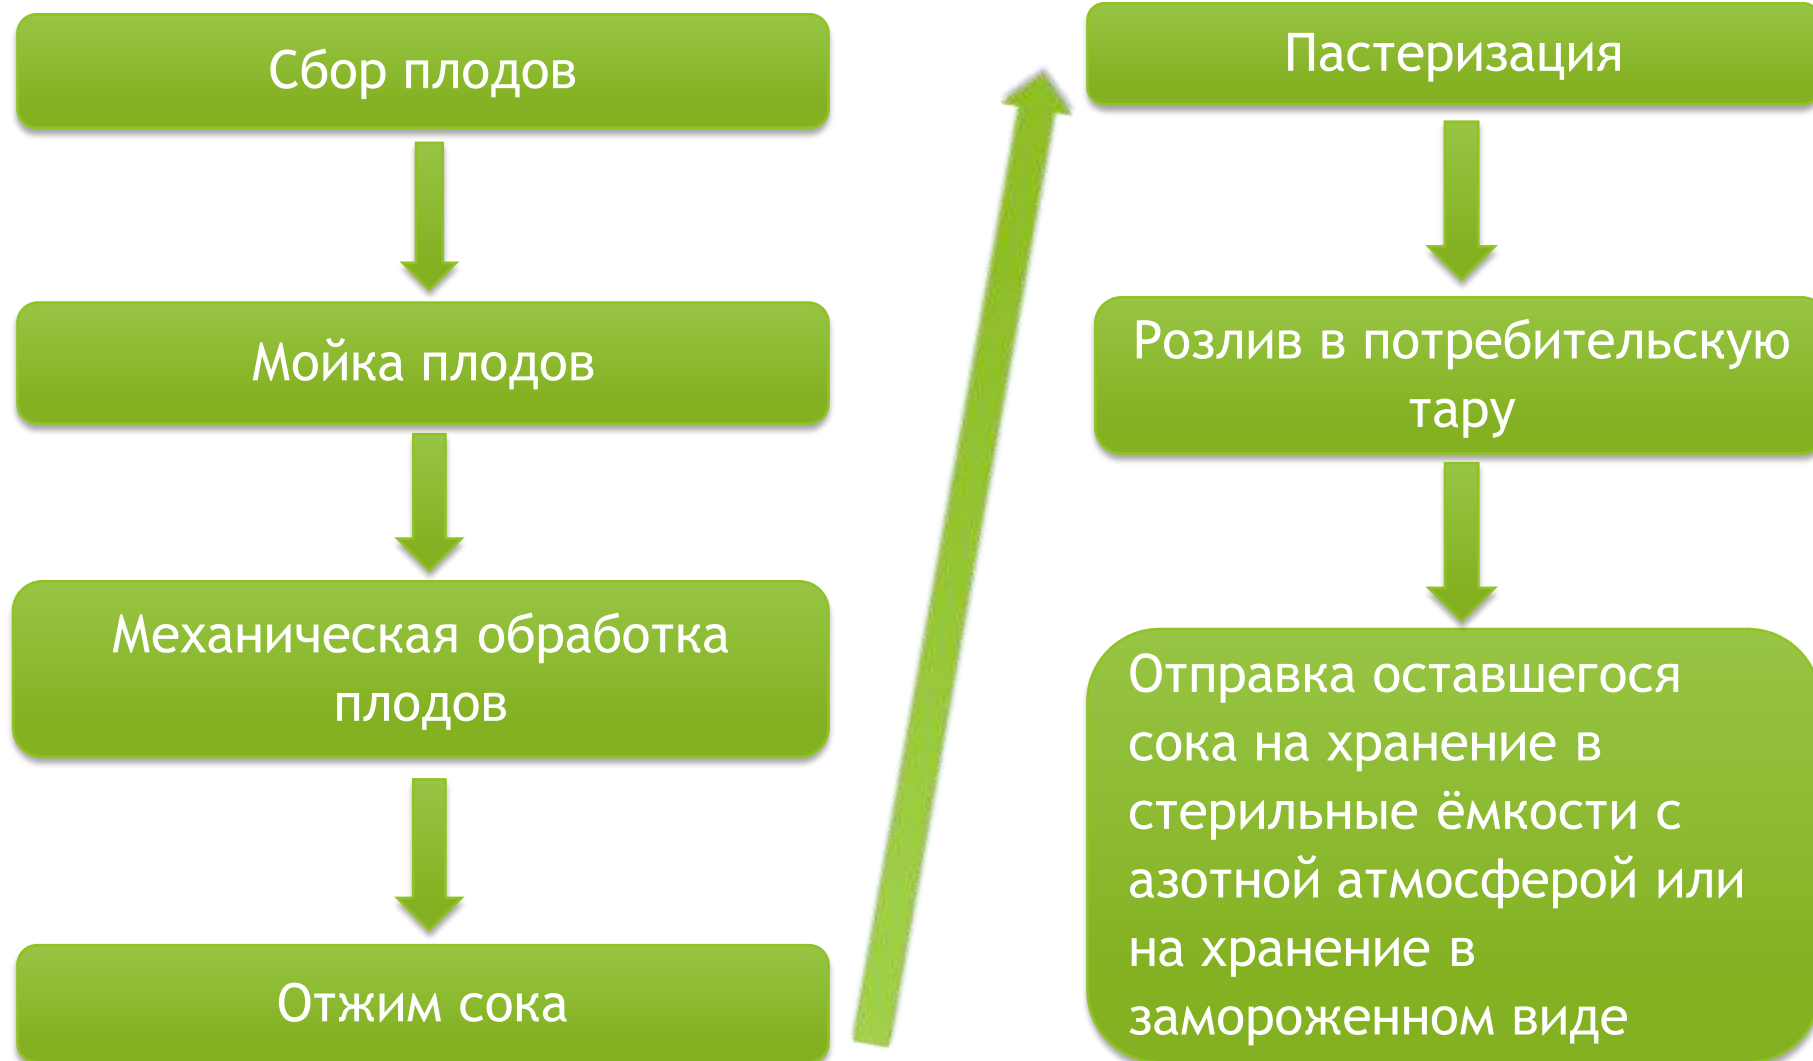 Сбор плодов
Мойка плодов
Механическая обработка
плодов
Отжим сока
Пастеризация
Розлив в потребительскую
тару
Отправка оставшегося
сока на хранение в
стерильные ёмкости с
азотной атмосферой или
на хранение в
замороженном виде